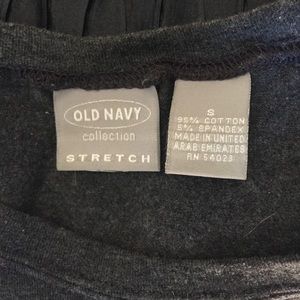 OLD NAVY
collection
STRETCH
S
95% COTTON
5% SPANDEX
MADE IN UNITED
ARAB EMIRATES
RN 54023